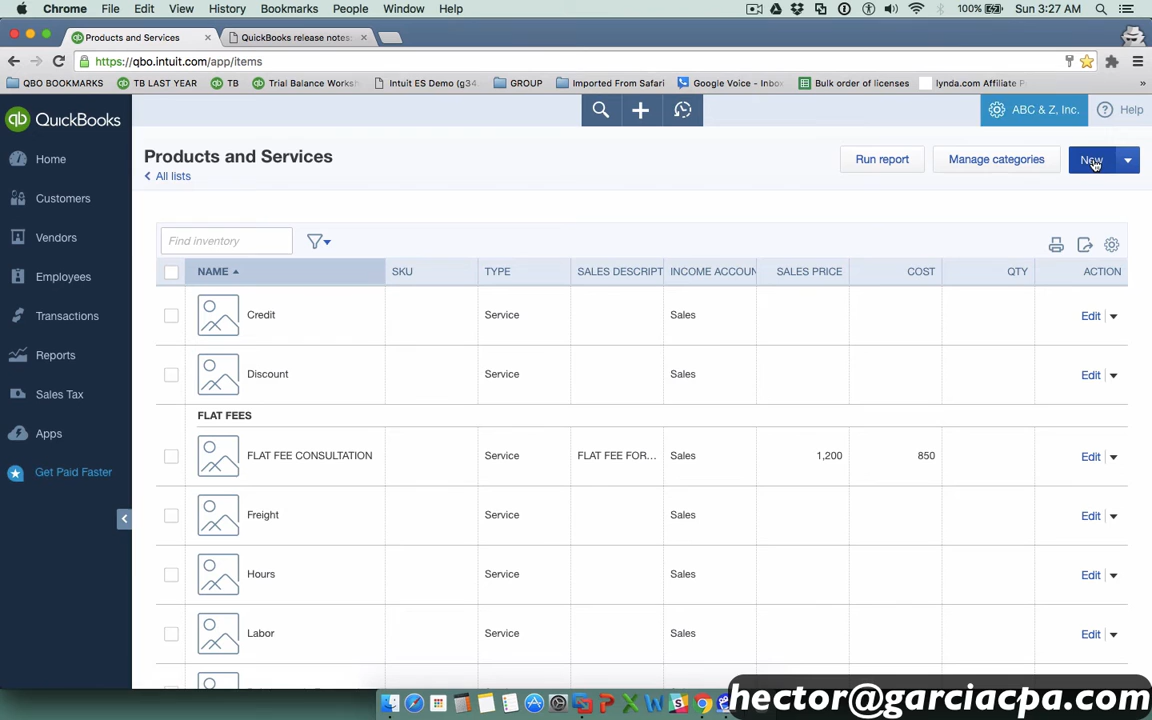 Chrome File Edit View History Bookmarks People Window Help 100% Sun 3:27 AM
Products and Services × QuickBooks release notes: ×
https://qbo.intuit.com/app/items
QBO BOOKMARKS TB LAST YEAR TB Trial Balance Works Intuit ES Demo (g34 GROUP Imported From Safari Google Voice - Inbox Bulk order of licenses lynda.com Affiliate P »
qb QuickBooks ABC & Z, Inc. ? Help
Home
Customers
Vendors
Employees
Transactions
Reports
Sales Tax
Apps
Get Paid Faster
Products and Services
All lists
Run report Manage categories New
Find inventory
NAME SKU TYPE SALES DESCRIPT INCOME ACCOUN SALES PRICE COST QTY ACTION
Credit Service Sales Edit
Discount Service Sales Edit
FLAT FEES
FLAT FEE CONSULTATION Service FLAT FEE FOR... Sales 1,200 850 Edit
Freight Service Sales Edit
Hours Service Sales Edit
Labor Service Sales Edit
hector@garciacpa.com